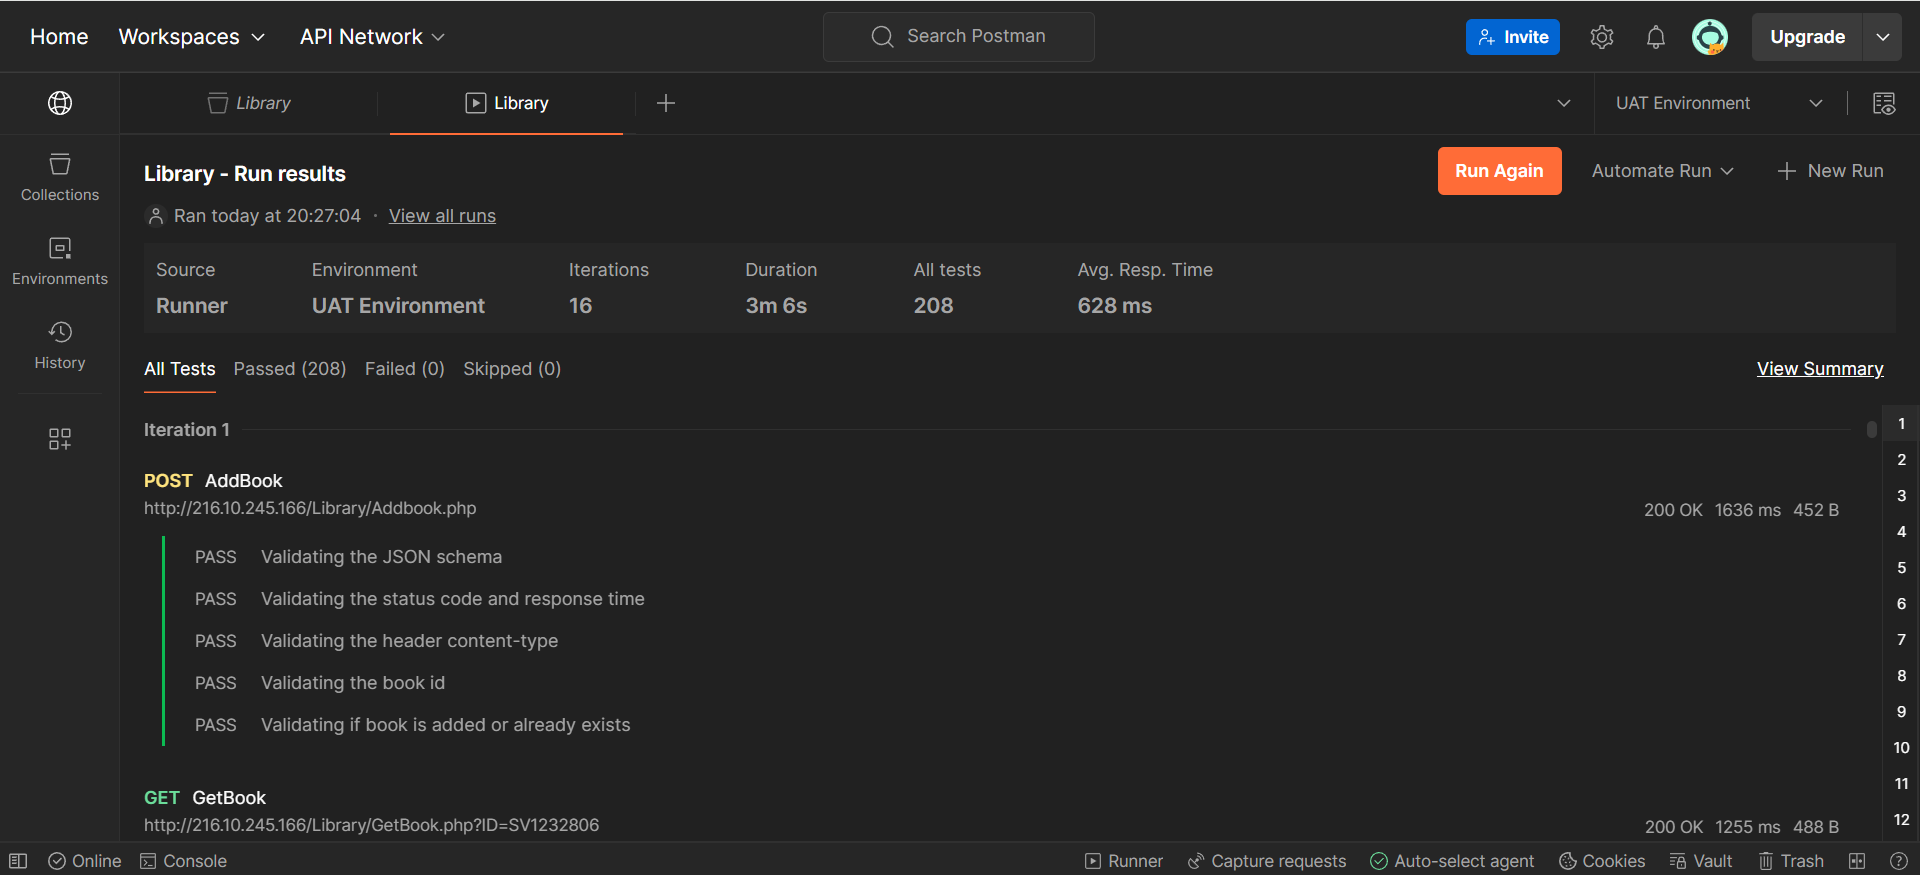 Home Workspaces API Network Search Postman Invite Upgrade
Library Library UAT Environment
Collections
Environments
History
Library - Run results Run Again Automate Run New Run
Ran today at 20:27:04 · View all runs
Source Environment Iterations Duration All tests Avg. Resp. Time
Runner UAT Environment 16 3m 6s 208 628 ms
All Tests Passed (208) Failed (0) Skipped (0) View Summary
Iteration 1
POST AddBook
http://216.10.245.166/Library/Addbook.php 200 OK 1636 ms 452 B
PASS Validating the JSON schema
PASS Validating the status code and response time
PASS Validating the header content-type
PASS Validating the book id
PASS Validating if book is added or already exists
GET GetBook
http://216.10.245.166/Library/GetBook.php?ID=SV1232806 200 OK 1255 ms 488 B
1
2
3
4
5
6
7
8
9
10
11
12
Online Console Runner Capture requests Auto-select agent Cookies Vault Trash